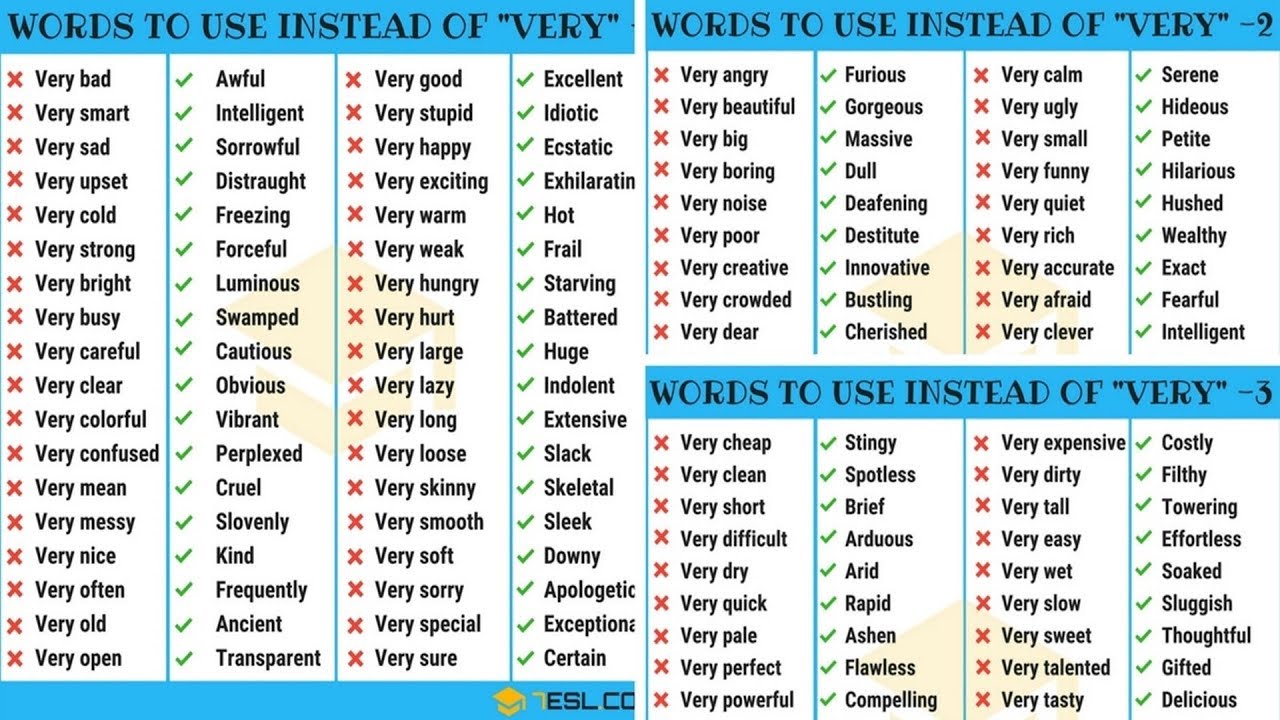 WORDS TO USE INSTEAD OF "VERY" -
Very bad Awful Very good Excellent
Very smart Intelligent Very stupid Idiotic
Very sad Sorrowful Very happy Ecstatic
Very upset Distraught Very exciting Exhilaratin
Very cold Freezing Very warm Hot
Very strong Forceful Very weak Frail
Very bright Luminous Very hungry Starving
Very busy Swamped Very hurt Battered
Very careful Cautious Very large Huge
Very clear Obvious Very lazy Indolent
Very colorful Vibrant Very long Extensive
Very confused Perplexed Very loose Slack
Very mean Cruel Very skinny Skeletal
Very messy Slovenly Very smooth Sleek
Very nice Kind Very soft Downy
Very often Frequently Very sorry Apologetic
Very old Ancient Very special Exceptiona
Very open Transparent Very sure Certain
7ESL.CO
WORDS TO USE INSTEAD OF "VERY" -2
Very angry Furious Very calm Serene
Very beautiful Gorgeous Very ugly Hideous
Very big Massive Very small Petite
Very boring Dull Very funny Hilarious
Very noise Deafening Very quiet Hushed
Very poor Destitute Very rich Wealthy
Very creative Innovative Very accurate Exact
Very crowded Bustling Very afraid Fearful
Very dear Cherished Very clever Intelligent
WORDS TO USE INSTEAD OF "VERY" -3
Very cheap Stingy Very expensive Costly
Very clean Spotless Very dirty Filthy
Very short Brief Very tall Towering
Very difficult Arduous Very easy Effortless
Very dry Arid Very wet Soaked
Very quick Rapid Very slow Sluggish
Very pale Ashen Very sweet Thoughtful
Very perfect Flawless Very talented Gifted
Very powerful Compelling Very tasty Delicious